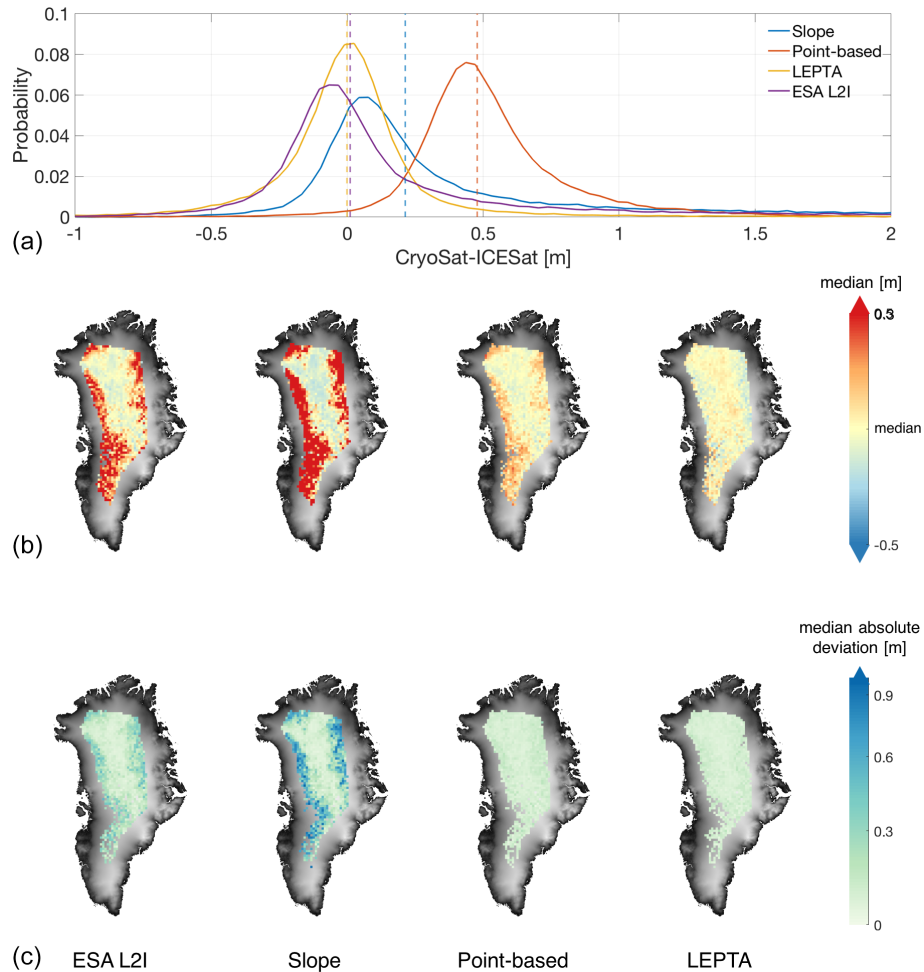 0.1
0.08
0.06
0.04
0.02
0
Probability
Slope
Point-based
LEPTA
ESA L2I
-1
-0.5
0
0.5
1
1.5
2
(a)
CryoSat-ICESat [m]
median [m]
median
-0.5
(b)
median absolute
deviation [m]
0.9
0.6
0.3
0
(c)
ESA L2I
Slope
Point-based
LEPTA